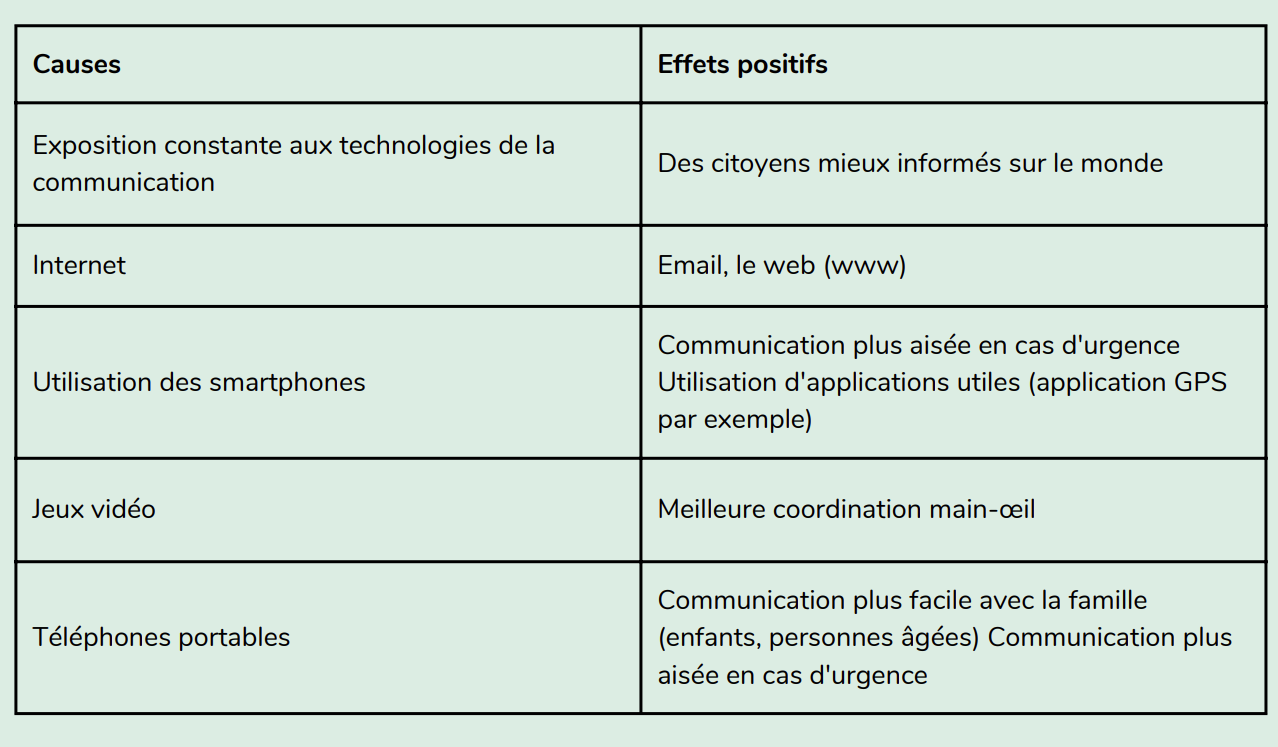 Causes
Effets positifs
Exposition constante aux technologies de la
communication
Des citoyens mieux informés sur le monde
Internet
Email, le web (www)
Utilisation des smartphones
Communication plus aisée en cas d'urgence
Utilisation d'applications utiles (application GPS
par exemple)
Jeux vidéo
Meilleure coordination main-œil
Téléphones portables
Communication plus facile avec la famille
(enfants, personnes âgées) Communication plus
aisée en cas d'urgence